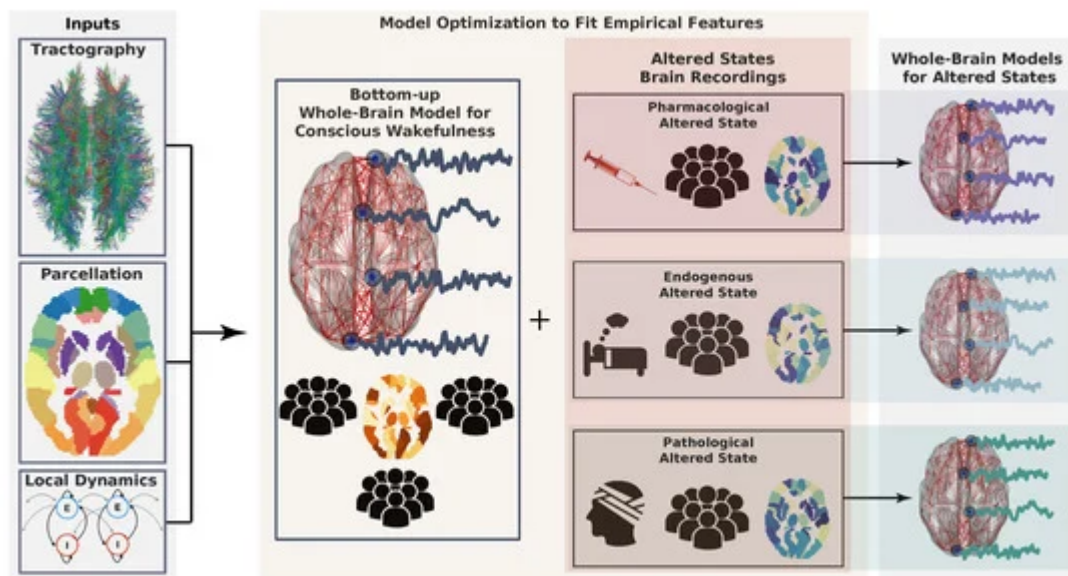 Inputs
Tractography
Parcellation
Local Dynamics
E
E
I
I
Model Optimization to Fit Empirical Features
Bottom-up
Whole-Brain Model for
Conscious Wakefulness
+
Altered States
Brain Recordings
Pharmacological
Altered State
Endogenous
Altered State
Pathological
Altered State
Whole-Brain Models
for Altered States